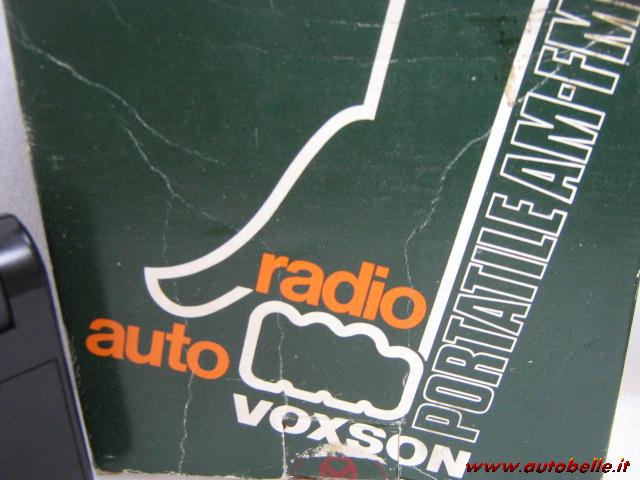 radio
auto
VOXSON
PORTATILE AM-FM
www.autobelle.it